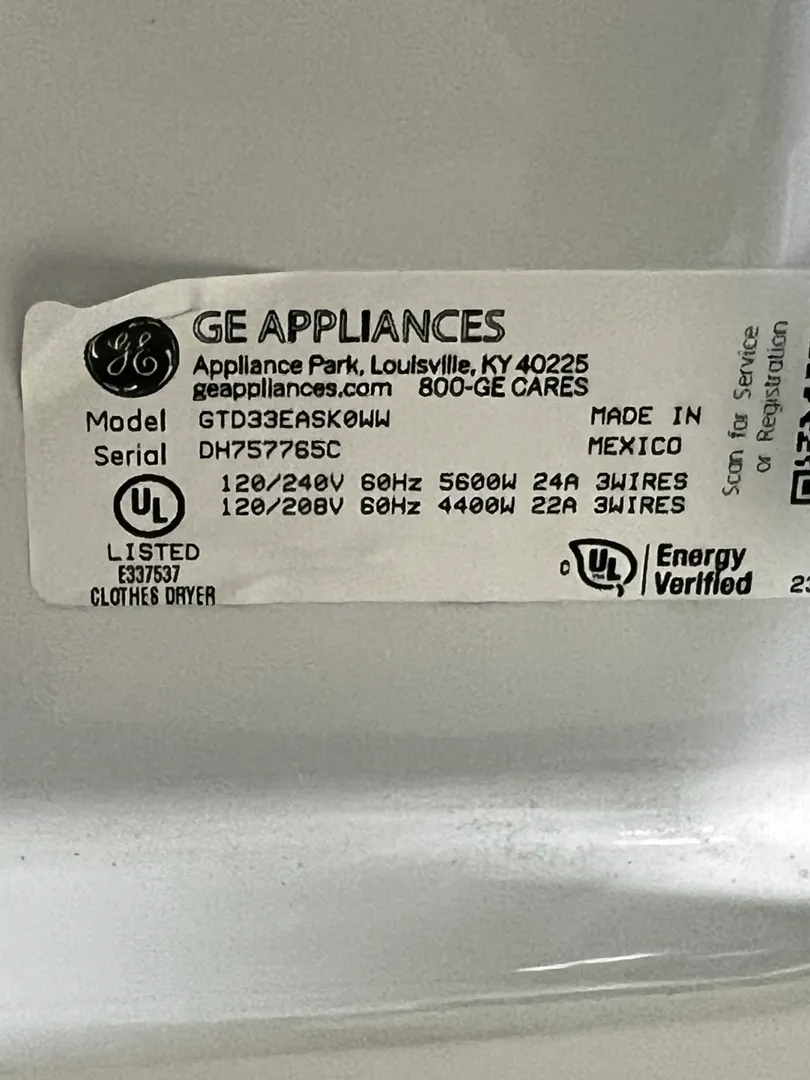 GE APPLIANCES
Appliance Park, Louisville, KY 40225
geappliances.com 800-GE CARES
Model GTD33EASK0WW
Serial DH757765C
MADE IN
MEXICO
120/240V 60Hz 5600W 24A 3WIRES
120/208V 60Hz 4400W 22A 3WIRES
UL
LISTED
E337537
CLOTHES DRYER
C UL Energy
Verified
Scan for Service
or Registration